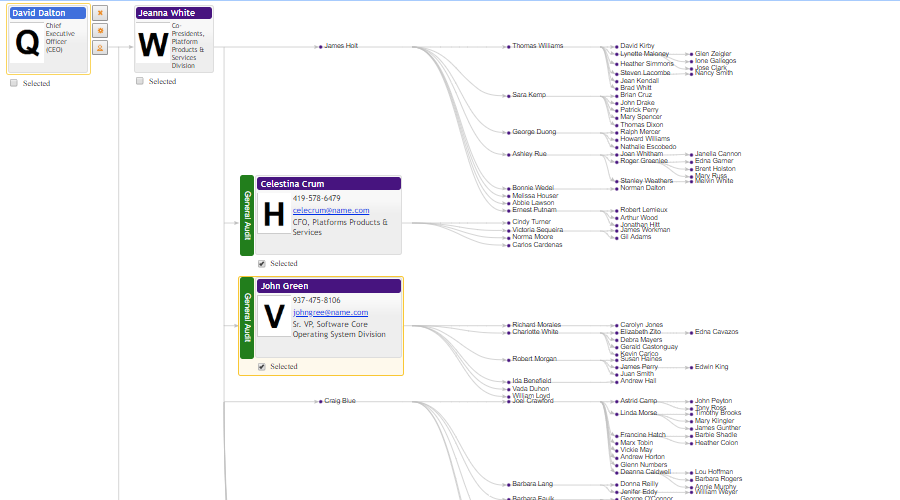 David Dalton
Q
Chief
Executive
Officer
(CEO)
Selected
Jeanna White
W
Co-
Presidents,
Platform
Products &
Services
Division
Selected
James Holt
Thomas Williams
David Kirby
Lynette Maloney
Glen Zeigler
Ione Gallegos
Heather Simmons
Jose Clark
Steven Lacombe
Nancy Smith
Jean Kendall
Brad Whitt
Sara Kemp
Brian Cruz
John Drake
Patrick Perry
Mary Spencer
Thomas Dixon
George Duong
Ralph Mercer
Howard Williams
Nathalie Escobedo
Ashley Rue
Joan Whitham
Janella Cannon
Roger Greenlee
Edna Garner
Brent Holston
Mary Russ
Stanley Weathers
Melvin White
Bonnie Wedel
Norman Dalton
Melissa Houser
Abbie Lawson
Ernest Putnam
Robert Lemieux
Arthur Wood
Jonathan Hitt
General Audit
Celestina Crum
H
419-578-6479
celecrum@name.com
CFO, Platforms Products &
Services
Selected
Cindy Turner
Victoria Sequeira
James Workman
Norma Moore
Gil Adams
Carlos Cardenas
General Audit
John Green
V
937-475-8106
johngree@name.com
Sr. VP, Software Core
Operating System Division
Selected
Richard Morales
Carolyn Jones
Charlotte White
Elizabeth Zito
Edna Cavazos
Debra Mayers
Gerald Castonguay
Kevin Carico
Robert Morgan
Susan Haines
James Perry
Edwin King
Juan Smith
Ida Benefield
Andrew Hall
Vada Duhon
William Loyd
Craig Blue
Joel Crawford
Astrid Camp
John Peyton
Tony Ross
Linda Morse
Timothy Brooks
Mary Klingler
James Gunther
Francine Hatch
Barbie Shadle
Marx Tobin
Heather Colon
Vickie May
Andrew Horton
Glenn Numbers
Deanna Caldwell
Lou Hoffman
Barbara Rogers
Annie Murphy
Barbara Lang
Donna Reilly
Jenifer Eddy
William Weyer
Barbara Faulk
George O'Connor